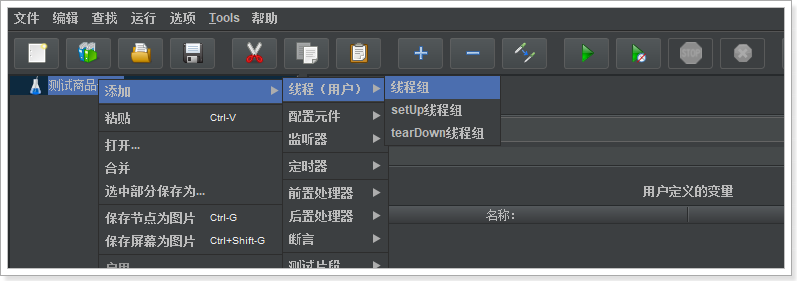 文件 编辑 查找 运行 选项 Tools 帮助
STOP
测试商品
添加
粘贴 Ctrl-V
打开...
合并
选中部分保存为...
保存节点为图片 Ctrl-G
保存屏幕为图片 Ctrl+Shift-G
启用
线程（用户）
配置元件
监听器
定时器
前置处理器
后置处理器
断言
测试片段
线程组
setUp线程组
tearDown线程组
用户定义的变量
名称: